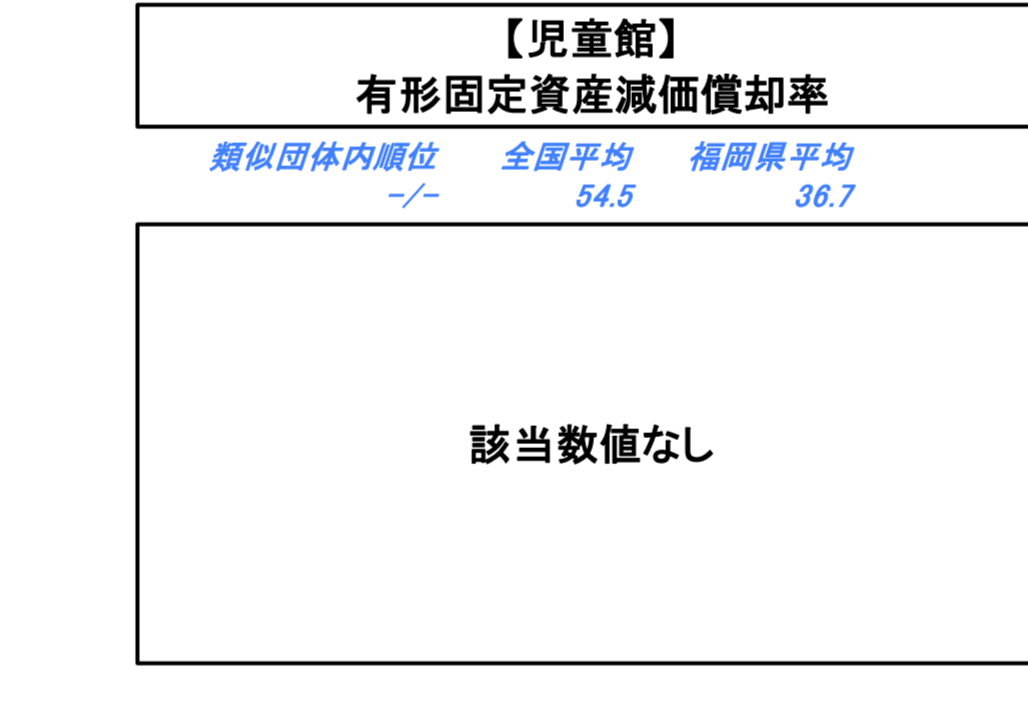 【児童館】
有形固定資産減価償却率
類似団体内順位 全国平均 福岡県平均
-/- 54.5 36.7
該当数値なし